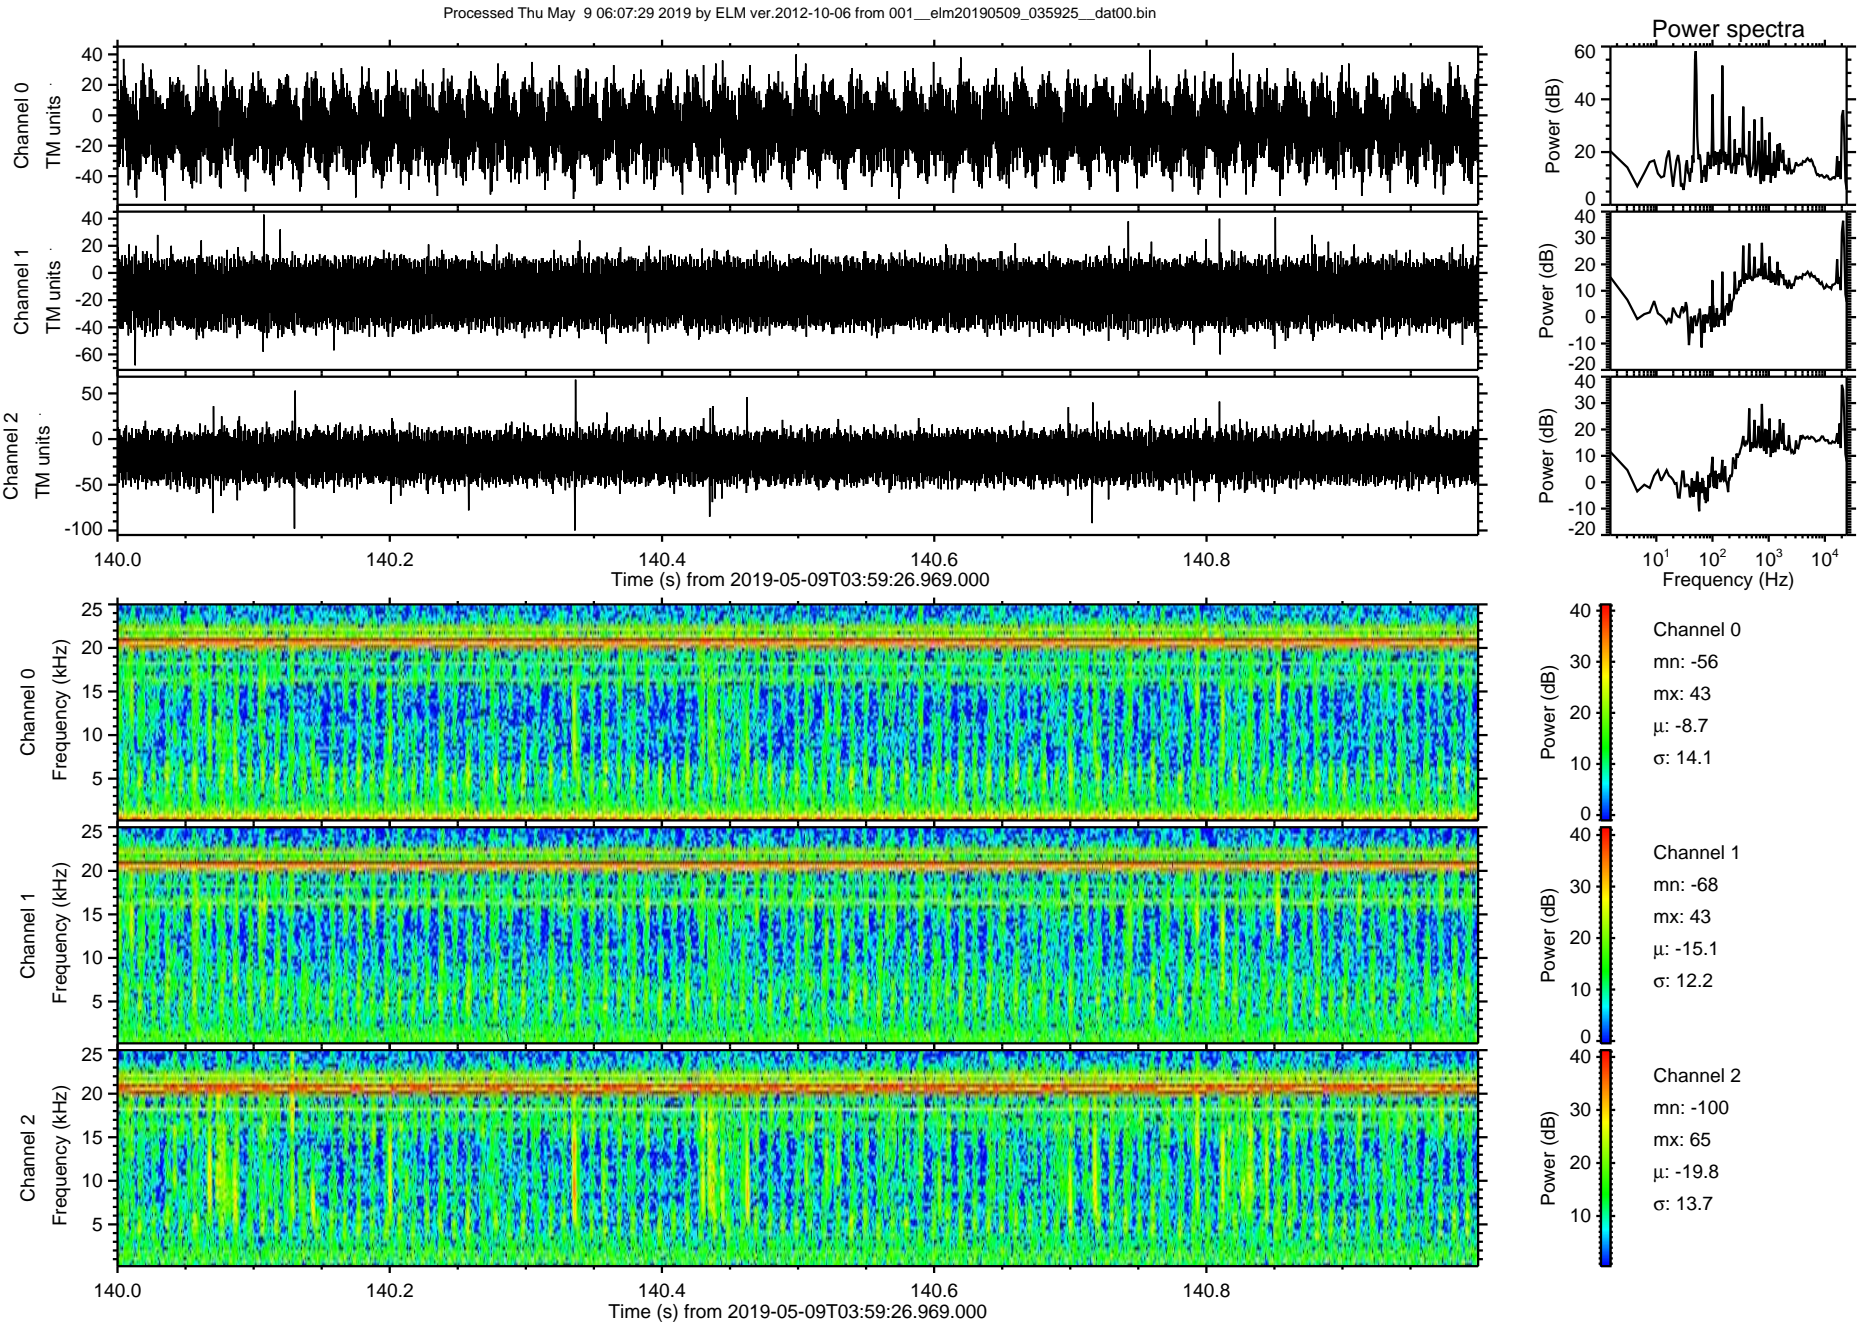 Processed Thu May  9 06:07:29 2019 by ELM ver.2012-10-06 from 001__elm20190509_035925__dat00.bin
Power spectra
Channel 0
TM units
40
20
0
-20
-40
Power (dB)
60
40
20
0
Channel 1
TM units
40
20
0
-20
-40
-60
Power (dB)
40
30
20
10
0
-10
-20
Channel 2
TM units
50
0
-50
-100
Power (dB)
40
30
20
10
0
-10
-20
140.0 140.2 140.4 140.6 140.8
Time (s) from 2019-05-09T03:59:26.969.000
10^1 10^2 10^3 10^4
Frequency (Hz)
Channel 0
Frequency (kHz)
25
20
15
10
5
Power (dB)
40
30
20
10
0
Channel 0
mn: -56
mx: 43
μ: -8.7
σ: 14.1
Channel 1
Frequency (kHz)
25
20
15
10
5
Power (dB)
40
30
20
10
0
Channel 1
mn: -68
mx: 43
μ: -15.1
σ: 12.2
Channel 2
Frequency (kHz)
25
20
15
10
5
Power (dB)
40
30
20
10
Channel 2
mn: -100
mx: 65
μ: -19.8
σ: 13.7
140.0 140.2 140.4 140.6 140.8
Time (s) from 2019-05-09T03:59:26.969.000